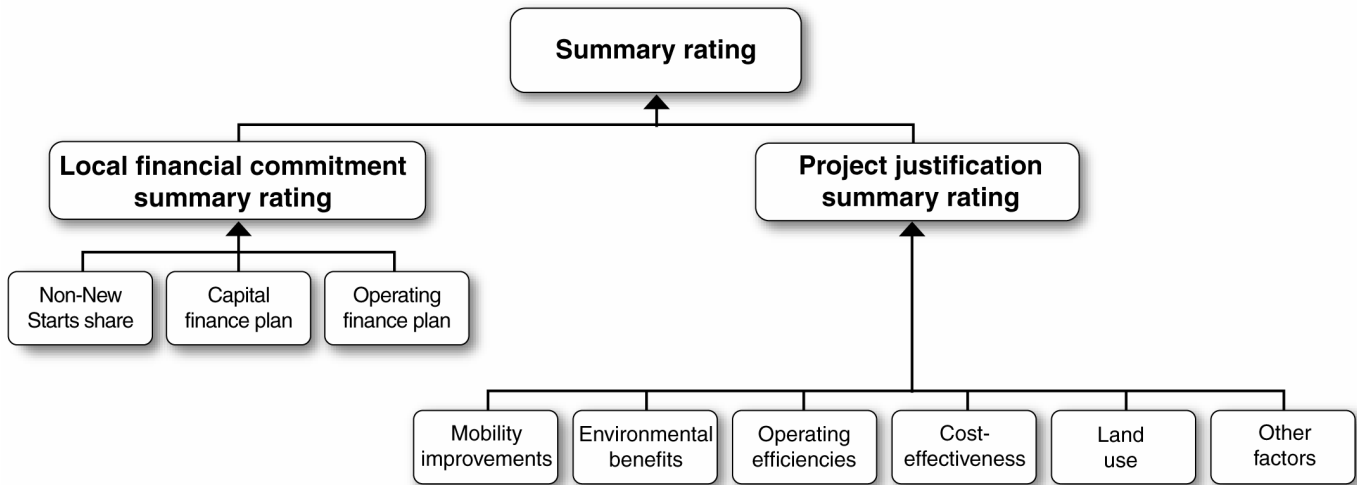 Summary rating
Local financial commitment
summary rating
Project justification
summary rating
Non-New
Starts share
Capital
finance plan
Operating
finance plan
Mobility
improvements
Environmental
benefits
Operating
efficiencies
Cost-
effectiveness
Land
use
Other
factors